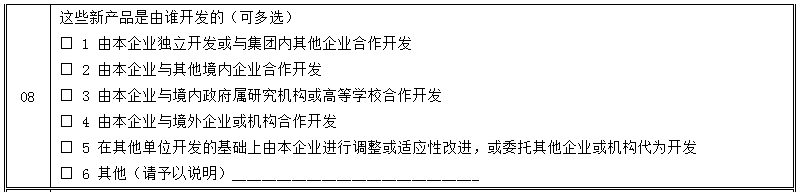 这些新产品是由谁开发的（可多选）
□ 1 由本企业独立开发或与集团内其他企业合作开发
□ 2 由本企业与其他境内企业合作开发
08
□ 3 由本企业与境内政府属研究机构或高等学校合作开发
□ 4 由本企业与境外企业或机构合作开发
□ 5 在其他单位开发的基础上由本企业进行调整或适应性改进，或委托其他企业或机构代为开发
□ 6 其他（请予以说明）______________________________